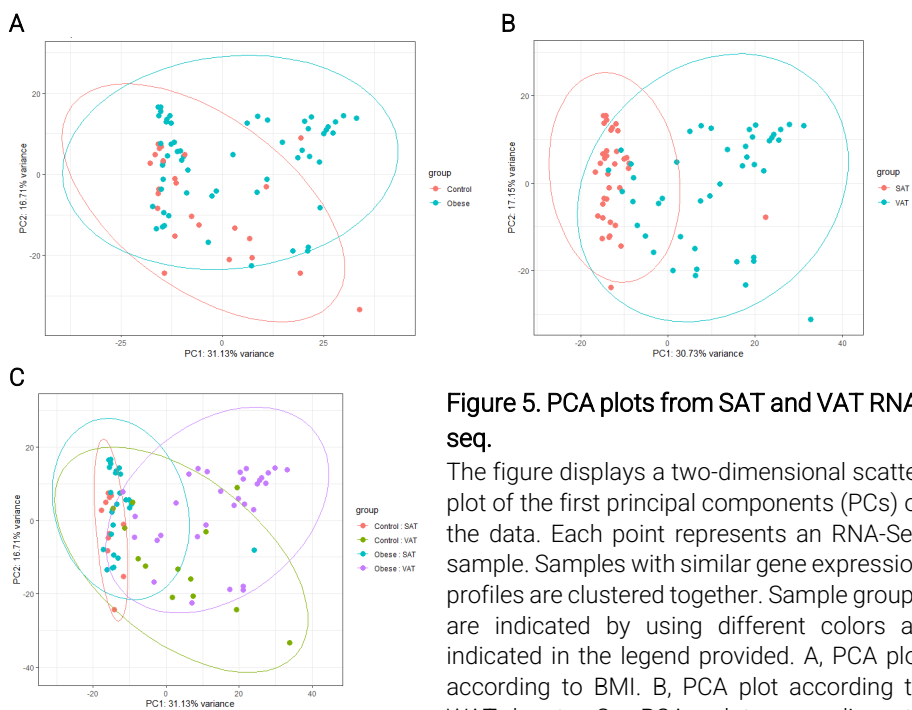 A
20
0
-20
-25
0
25
PC2: 16.71% variance
PC1: 31.13% variance
group
Control
Obese
B
20
0
-20
-20
0
20
40
PC2: 17.15% variance
PC1: 30.73% variance
group
SAT
VAT
C
20
0
-20
-40
-20
0
20
40
PC2: 16.71% variance
PC1: 31.13% variance
group
Control : SAT
Control : VAT
Obese : SAT
Obese : VAT
Figure 5. PCA plots from SAT and VAT RNA
seq.
The figure displays a two-dimensional scatte
plot of the first principal components (PCs) o
the data. Each point represents an RNA-Se
sample. Samples with similar gene expression
profiles are clustered together. Sample group
are indicated by using different colors a
indicated in the legend provided. A, PCA plo
according to BMI. B, PCA plot according t